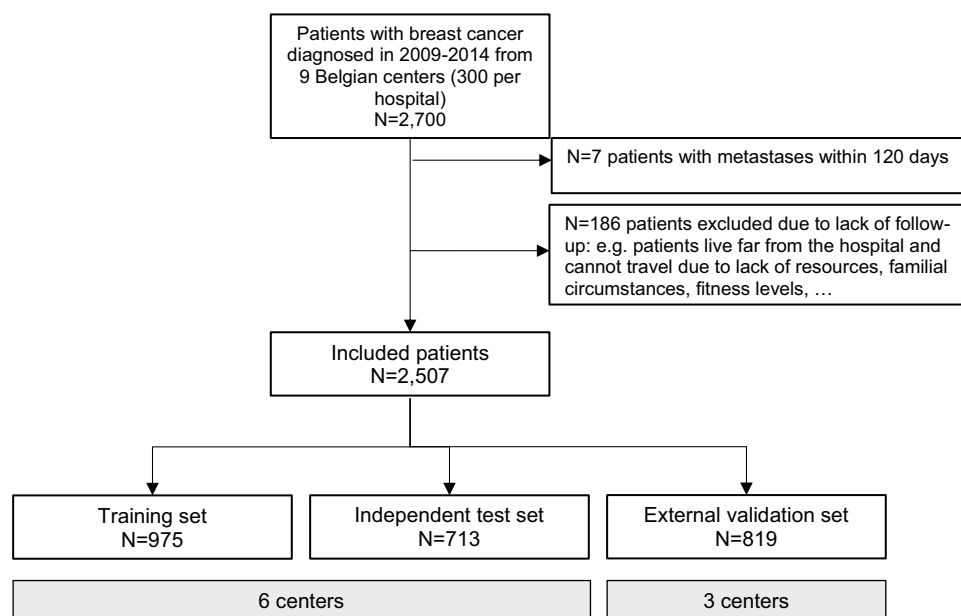 Patients with breast cancer
diagnosed in 2009-2014 from
9 Belgian centers (300 per
hospital)
N=2,700
N=7 patients with metastases within 120 days
N=186 patients excluded due to lack of follow-
up: e.g. patients live far from the hospital and
cannot travel due to lack of resources, familial
circumstances, fitness levels, …
Included patients
N=2,507
Training set
N=975
Independent test set
N=713
External validation set
N=819
6 centers
3 centers